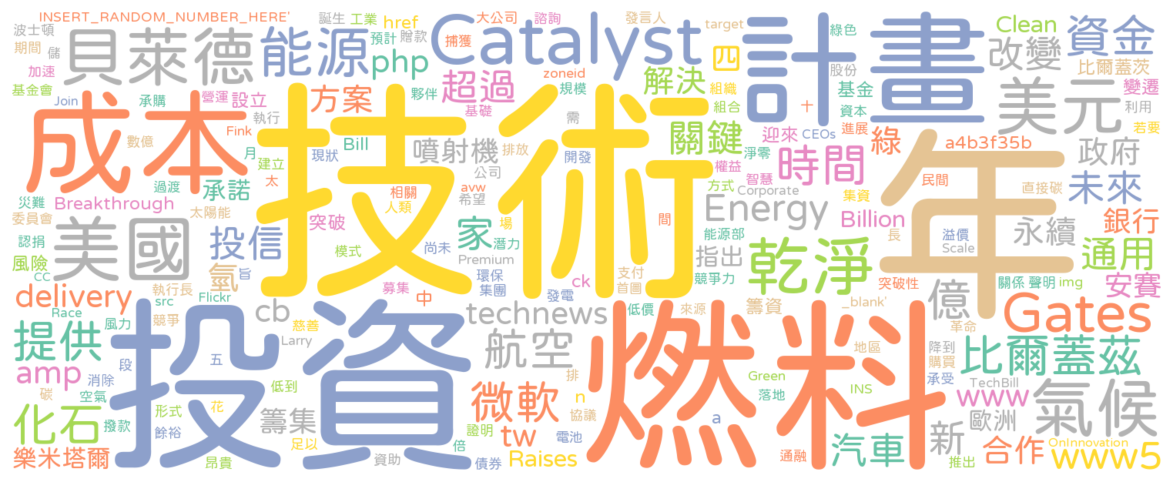 INSERT_RANDOM_NUMBER_HERE'
誕生
工業
href
大公司
諮詢
發言人
target
綠色
Clean
資金
波士頓
期間
儲
貝萊德
能源
預計
贈款
php
捕獲
Catalyst
zoneid
四
計畫
股份
改變
比爾蓋茨
加速
基金會
營運
設立
方案
夥伴
超過
規模
解決
組織
基金
美元
變遷
Join
承購
執行
基礎
需
組合
十
資本
利用
成本
Fink
技術
噴射機
排放
開發
關鍵
迎來
CEOs
進展
綠
年
a4b3f35b
若要
數億
月
Bill
現狀
公司
權益
淨零
時間
政府
過渡
建立
承諾
太
相關
avw
智慧
方式
Corporate
民間
直接碳
未來
災難
Breakthrough
人類
希望
集資
委員會
太陽能
突破
場
間
Energy
Billion
長
溢價
永續
銀行
認捐
美國
投信
模式
尚未
家
潛力
能源部
指出
Scale
通用
風險
氫
Premium
乾淨
競爭力
突破性
關係
聲明
img
cc
執行長
旨
環保
集團
ck
支付
首圖
億
安賽
src
Flickr
募集
中
發電
_blank'
delivery
Race
風力
競爭
cb
慈善
technews
低價
來源
籌資
革命
Gates
提供
段
五
Larry
投資
航空
燃料
地區
降到
購買
比爾蓋茲
amp
消除
低到
排
Green
承受
TechBill
碳
空氣
微軟
落地
INS
www
氣候
化石
形式
花
籌集
n
協議
a
新
歐洲
撥款
餘裕
足以
tw
證明
電池
汽車
合作
OnInnovation
樂米塔爾
昂貴
資助
倍
債券
Raises
通融
推出
www5